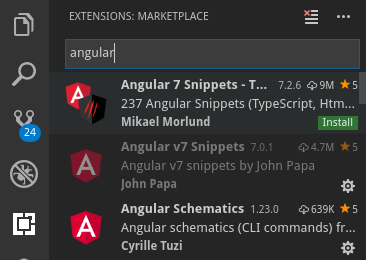 EXTENSIONS: MARKETPLACE
angular
Angular 7 Snippets - T... 7.2.6 9M 5
237 Angular Snippets (TypeScript, Htm...
Mikael Morlund Install
24
Angular v7 Snippets 7.0.1 4.7M 5
Angular v7 snippets by John Papa
John Papa
Angular Schematics 1.23.0 639K 5
Angular schematics (CLI commands) fr...
Cyrille Tuzi